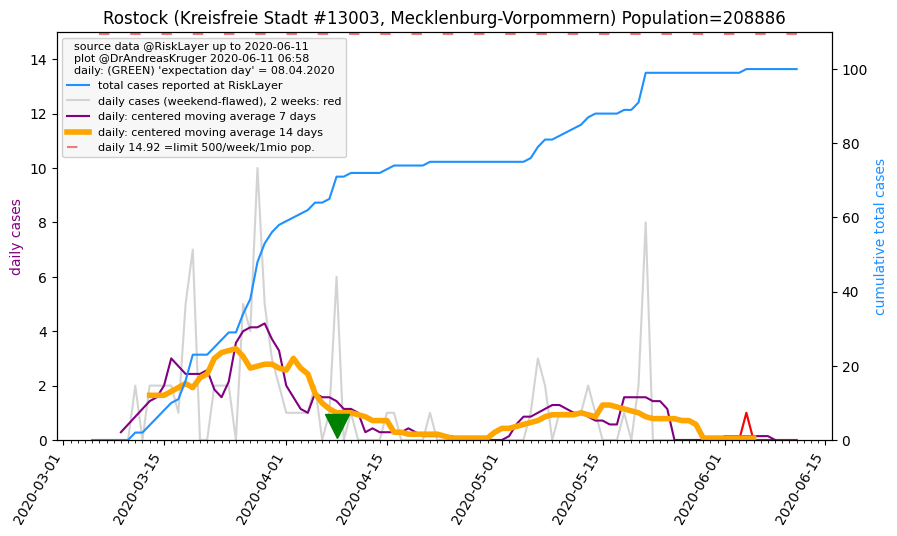 Rostock (Kreisfreie Stadt #13003, Mecklenburg-Vorpommern) Population=208886
source data @RiskLayer up to 2020-06-11
plot @DrAndreasKruger 2020-06-11 06:58
daily: (GREEN) 'expectation day' = 08.04.2020
total cases reported at RiskLayer
daily cases (weekend-flawed), 2 weeks: red
daily: centered moving average 7 days
daily: centered moving average 14 days
daily 14.92 =limit 500/week/1mio pop.
daily cases
14
12
10
8
6
4
2
0
cumulative total cases
100
80
60
40
20
0
2020-03-01
2020-03-15
2020-04-01
2020-04-15
2020-05-01
2020-05-15
2020-06-01
2020-06-15